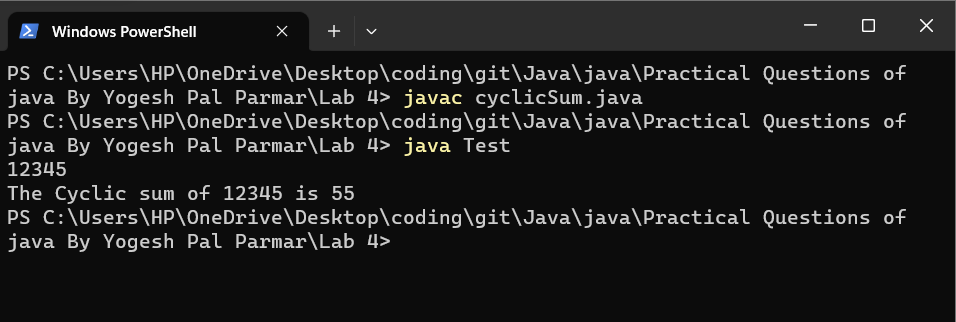 Windows PowerShell
PS C:\Users\HP\OneDrive\Desktop\coding\git\Java\java\Practical Questions of
java By Yogesh Pal Parmar\Lab 4> javac cyclicSum.java
PS C:\Users\HP\OneDrive\Desktop\coding\git\Java\java\Practical Questions of
java By Yogesh Pal Parmar\Lab 4> java Test
12345
The Cyclic sum of 12345 is 55
PS C:\Users\HP\OneDrive\Desktop\coding\git\Java\java\Practical Questions of
java By Yogesh Pal Parmar\Lab 4>